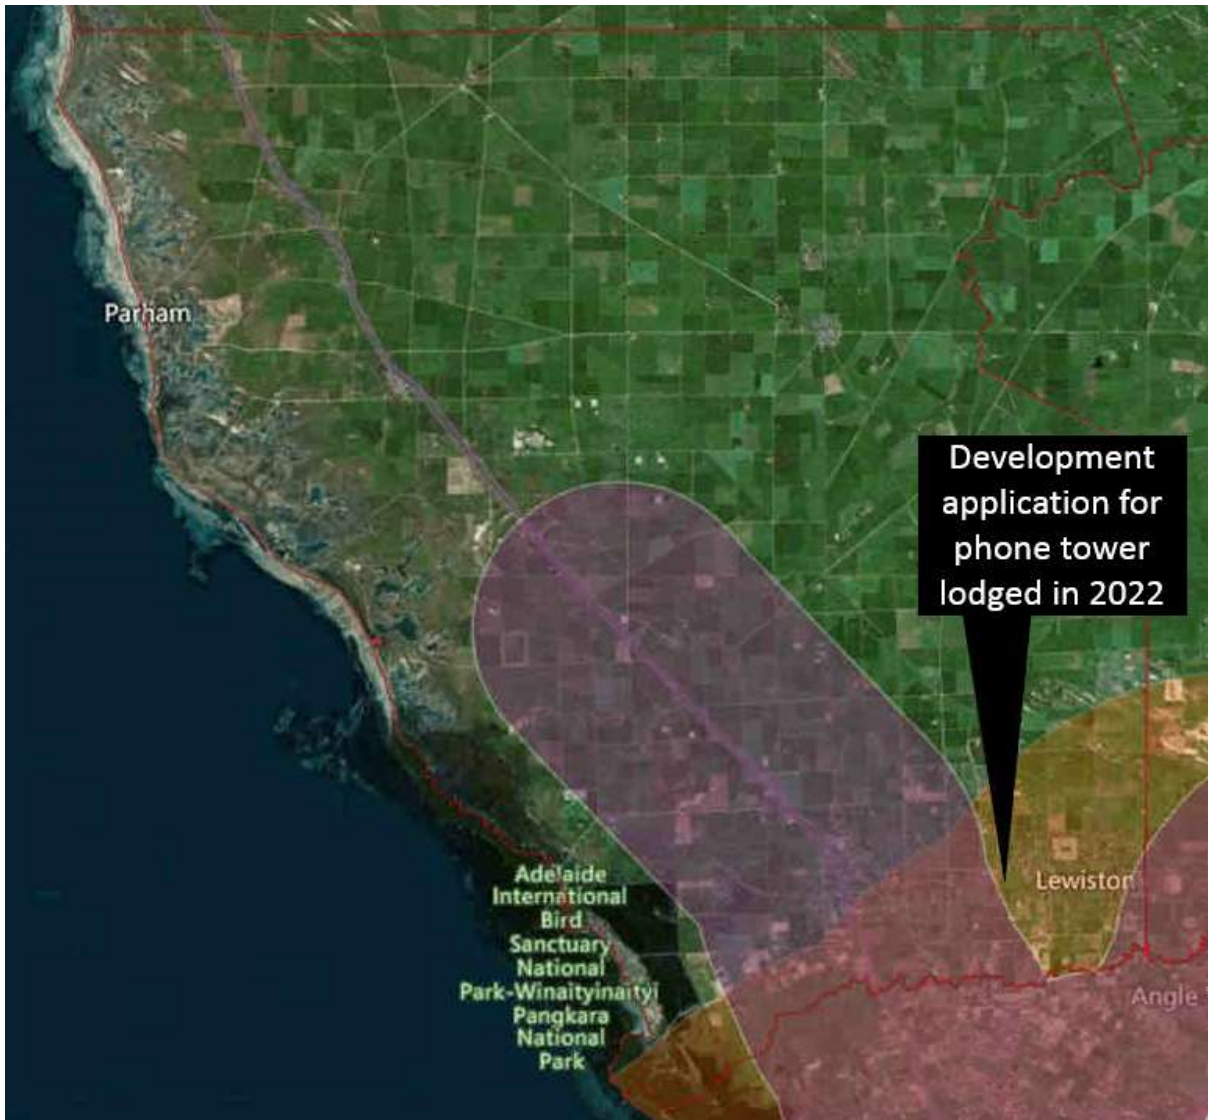 Parham
Development
application for
phone tower
lodged in 2022
Lewiston
Adelaide
International
Bird
Sanctuary
National
Park-Winaityinaityi
Pangkara
National
Park
Angle